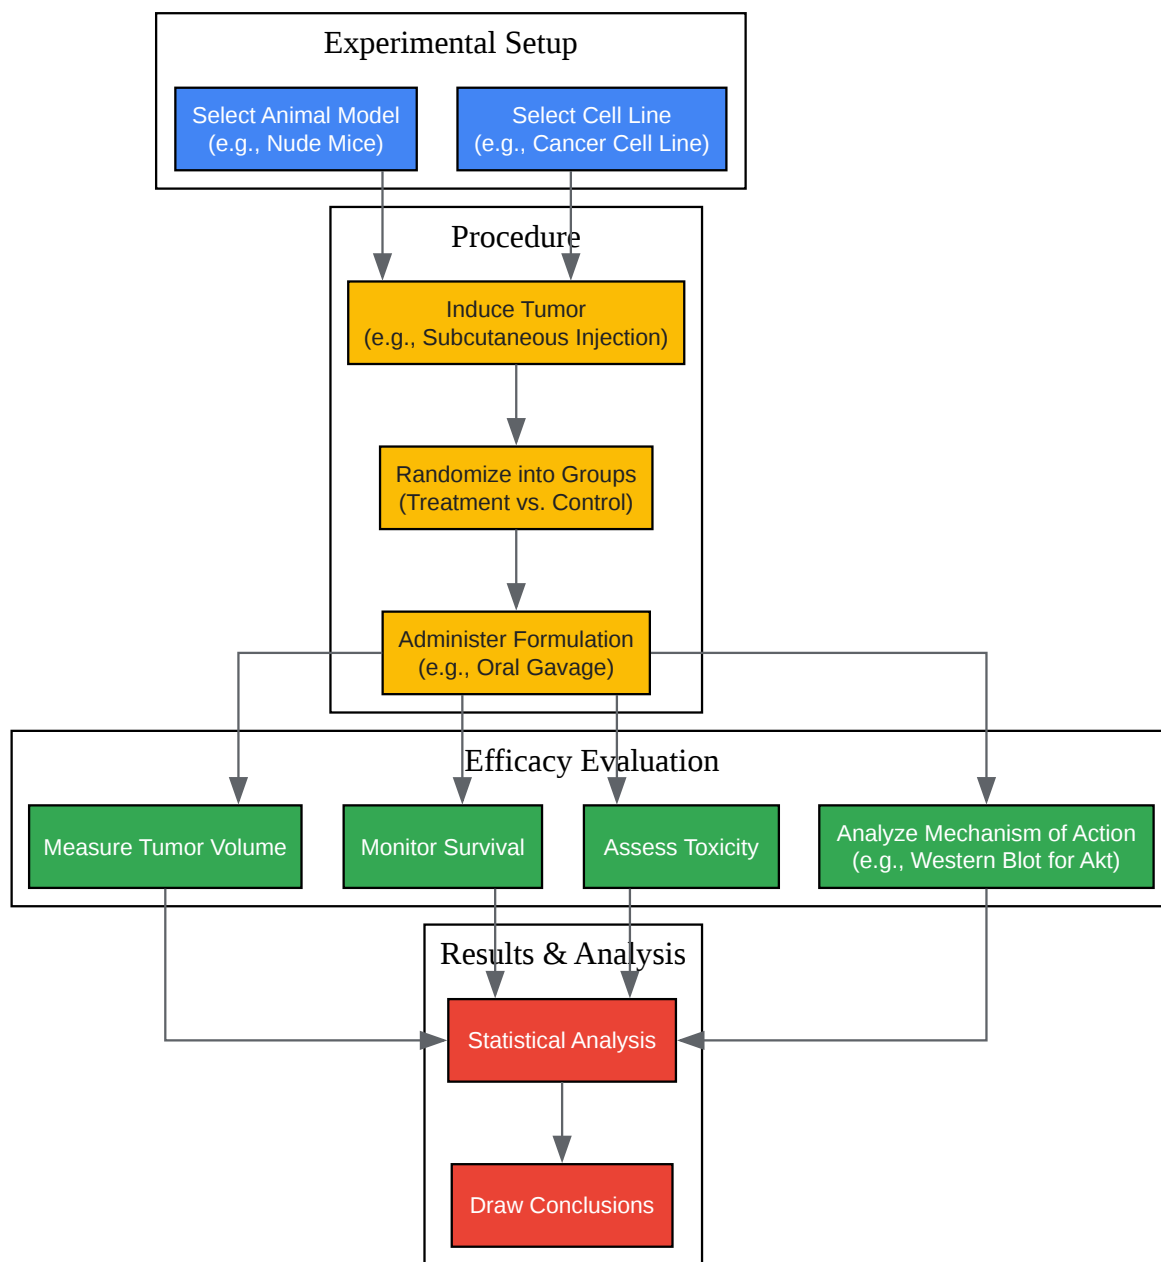 Experimental Setup
Select Animal Model
(e.g., Nude Mice)
Select Cell Line
(e.g., Cancer Cell Line)
Procedure
Induce Tumor
(e.g., Subcutaneous Injection)
Randomize into Groups
(Treatment vs. Control)
Administer Formulation
(e.g., Oral Gavage)
Efficacy Evaluation
Measure Tumor Volume
Monitor Survival
Assess Toxicity
Analyze Mechanism of Action
(e.g., Western Blot for Akt)
Results & Analysis
Statistical Analysis
Draw Conclusions